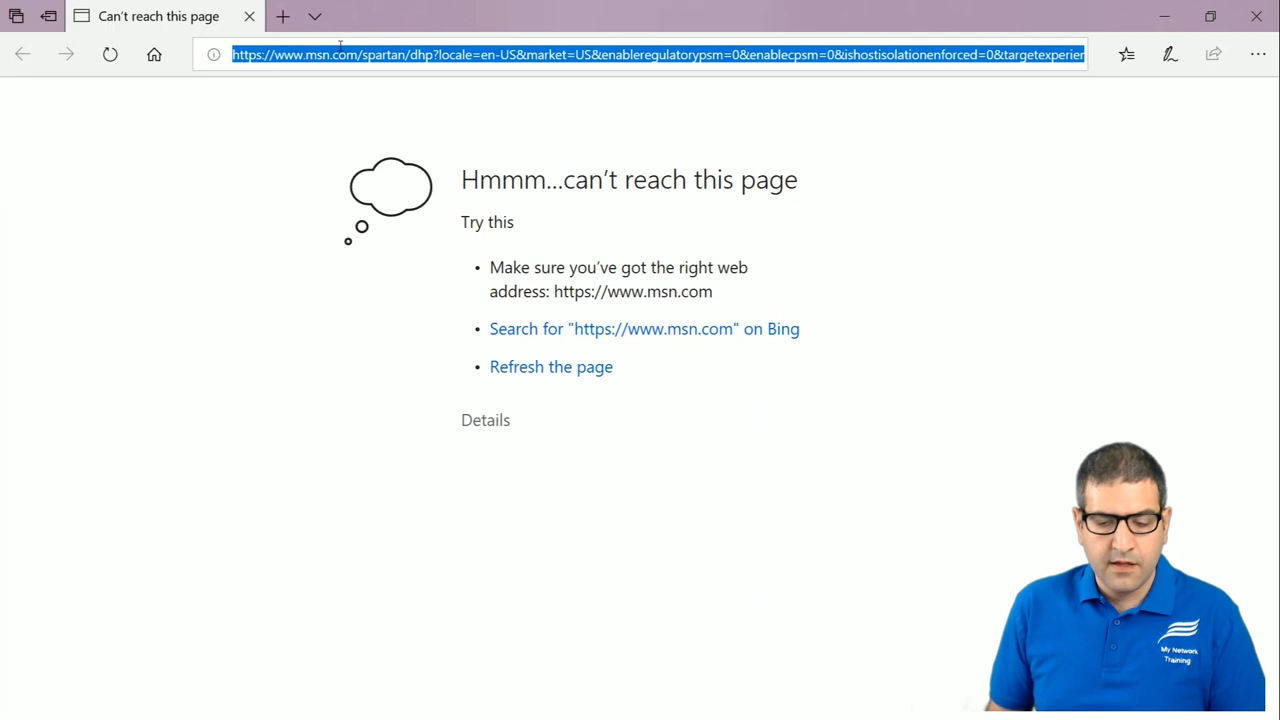 Can't reach this page
https://www.msn.com/spartan/dhp?locale=en-US&market=US&enableregulatorypsm=0&enablecpsm=0&ishostisolationenforced=0&targetexperier
Hmmm...can't reach this page
Try this
• Make sure you've got the right web
address: https://www.msn.com
• Search for "https://www.msn.com" on Bing
• Refresh the page
Details
My Network
Training